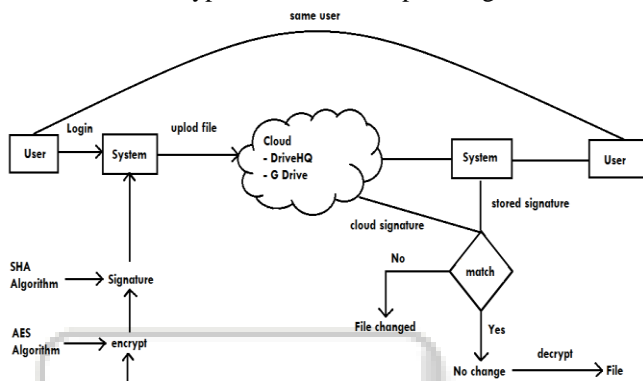 same user
Login
uplod file
User
System
Cloud
- DriveHQ
- G Drive
System
User
stored signature
cloud signature
SHA
Algorithm
Signature
No
match
AES
Algorithm
encrypt
File changed
Yes
No change
decrypt
File